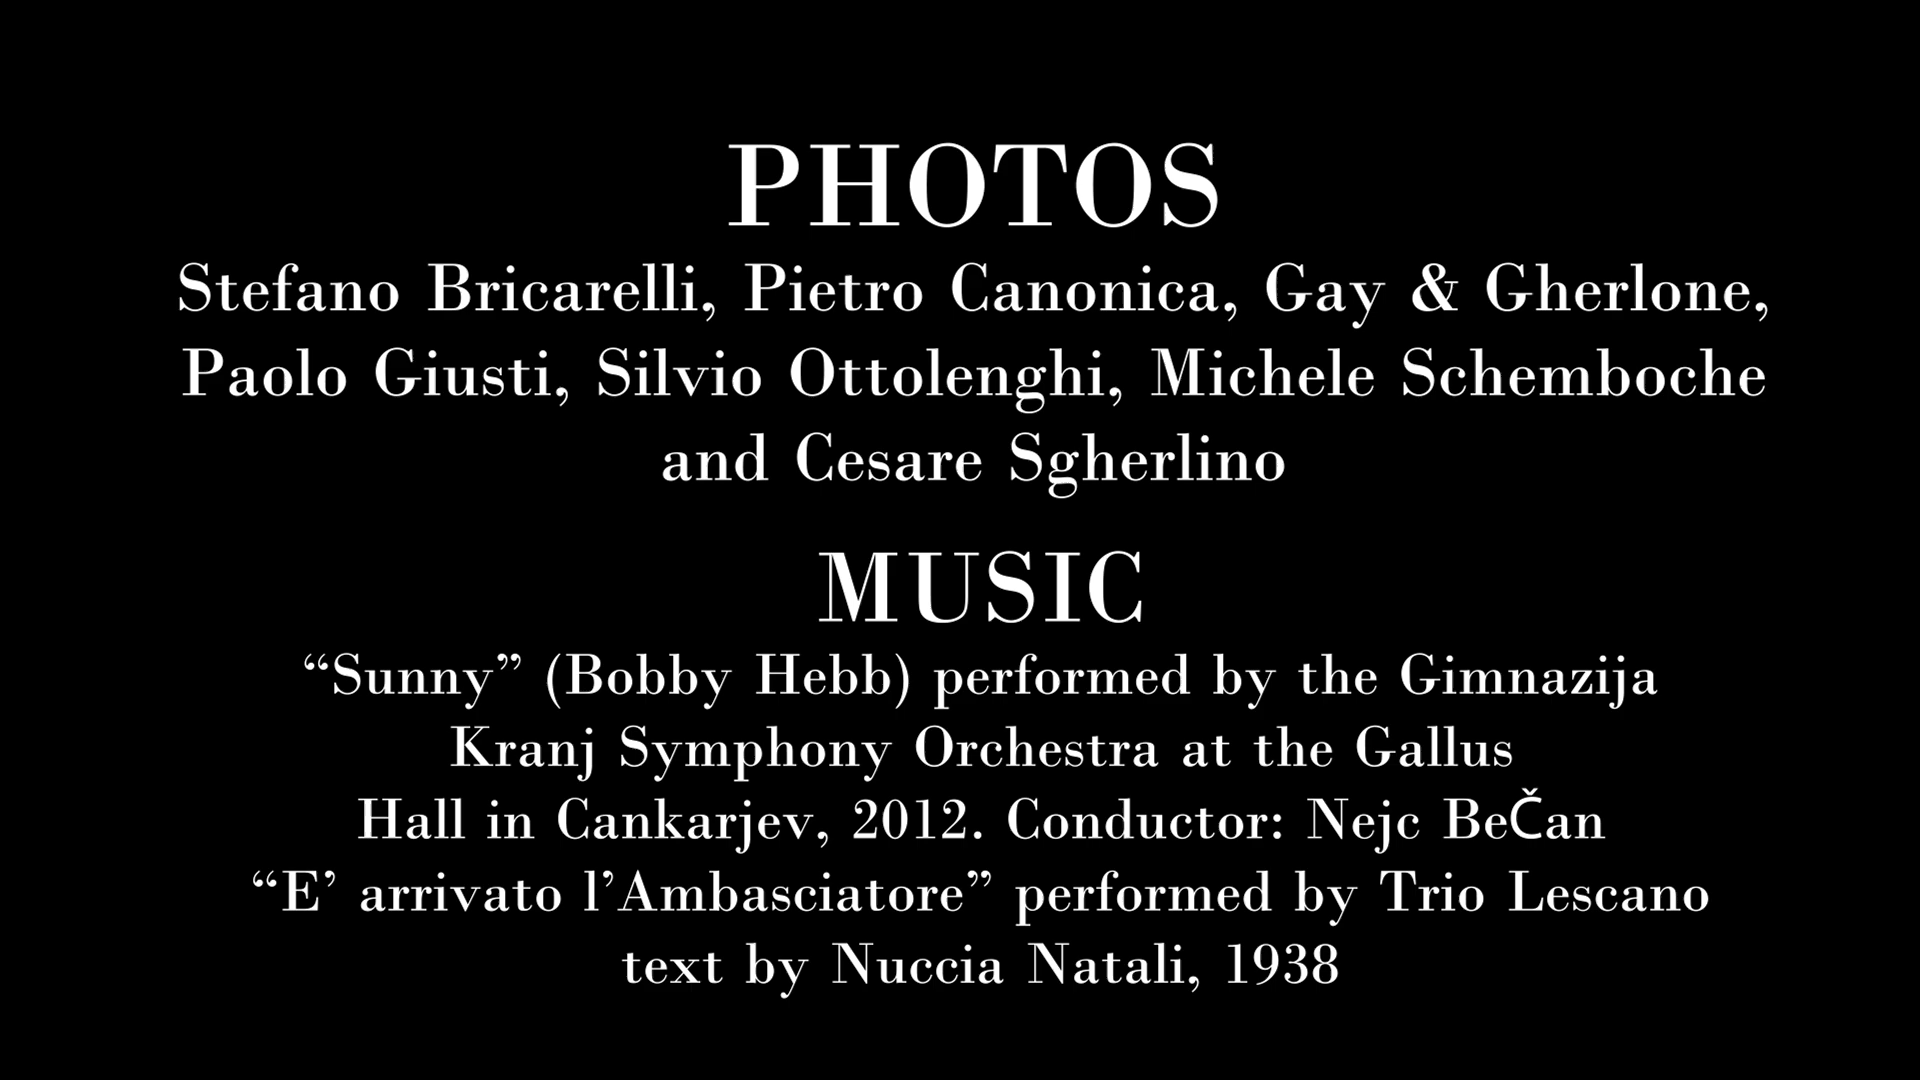 PHOTOS
Stefano Bricarelli, Pietro Canonica, Gay & Gherlone,
Paolo Giusti, Silvio Ottolenghi, Michele Schemboche
and Cesare Sgherlino
MUSIC
“Sunny” (Bobby Hebb) performed by the Gimnazija
Kranj Symphony Orchestra at the Gallus
Hall in Cankarjev, 2012. Conductor: Nejc BeČan
“E’ arrivato l’Ambasciatore” performed by Trio Lescano
text by Nuccia Natali, 1938